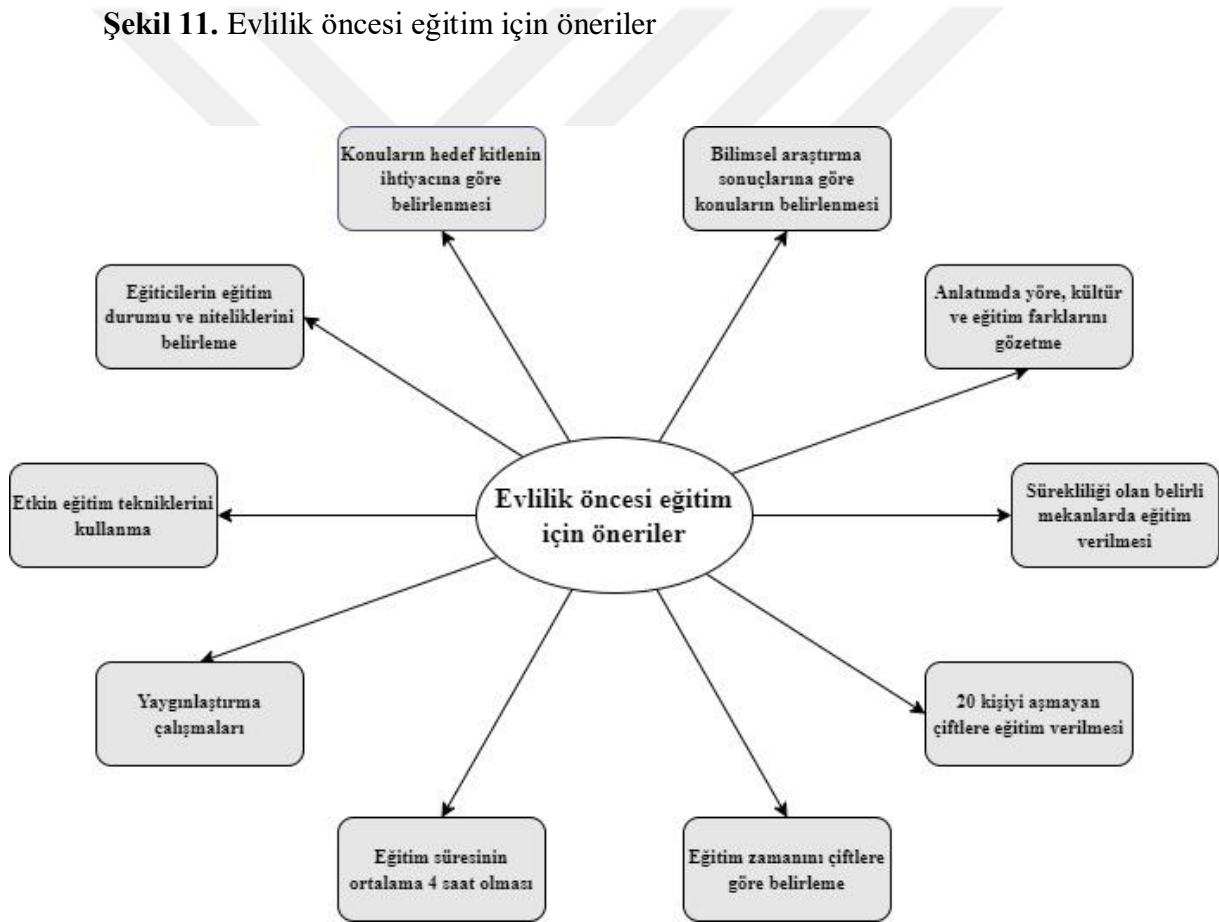 Şekil 11. Evlilik öncesi eğitim için öneriler
Konuların hedef kitlenin
ihtiyacına göre
belirlenmesi
Bilimsel araştırma
sonuçlarına göre
konuların belirlenmesi
Eğiticilerin eğitim
durumu ve niteliklerini
belirleme
Anlatımda yöre, kültür
ve eğitim farklarını
gözetme
Etkin eğitim tekniklerini
kullanma
Evlilik öncesi eğitim
için öneriler
Sürekliliği olan belirli
mekanlarda eğitim
verilmesi
Yaygınlaştırma
çalışmaları
20 kişiyi aşmayan
çiftlere eğitim verilmesi
Eğitim süresinin
ortalama 4 saat olması
Eğitim zamanını çiftlere
göre belirleme